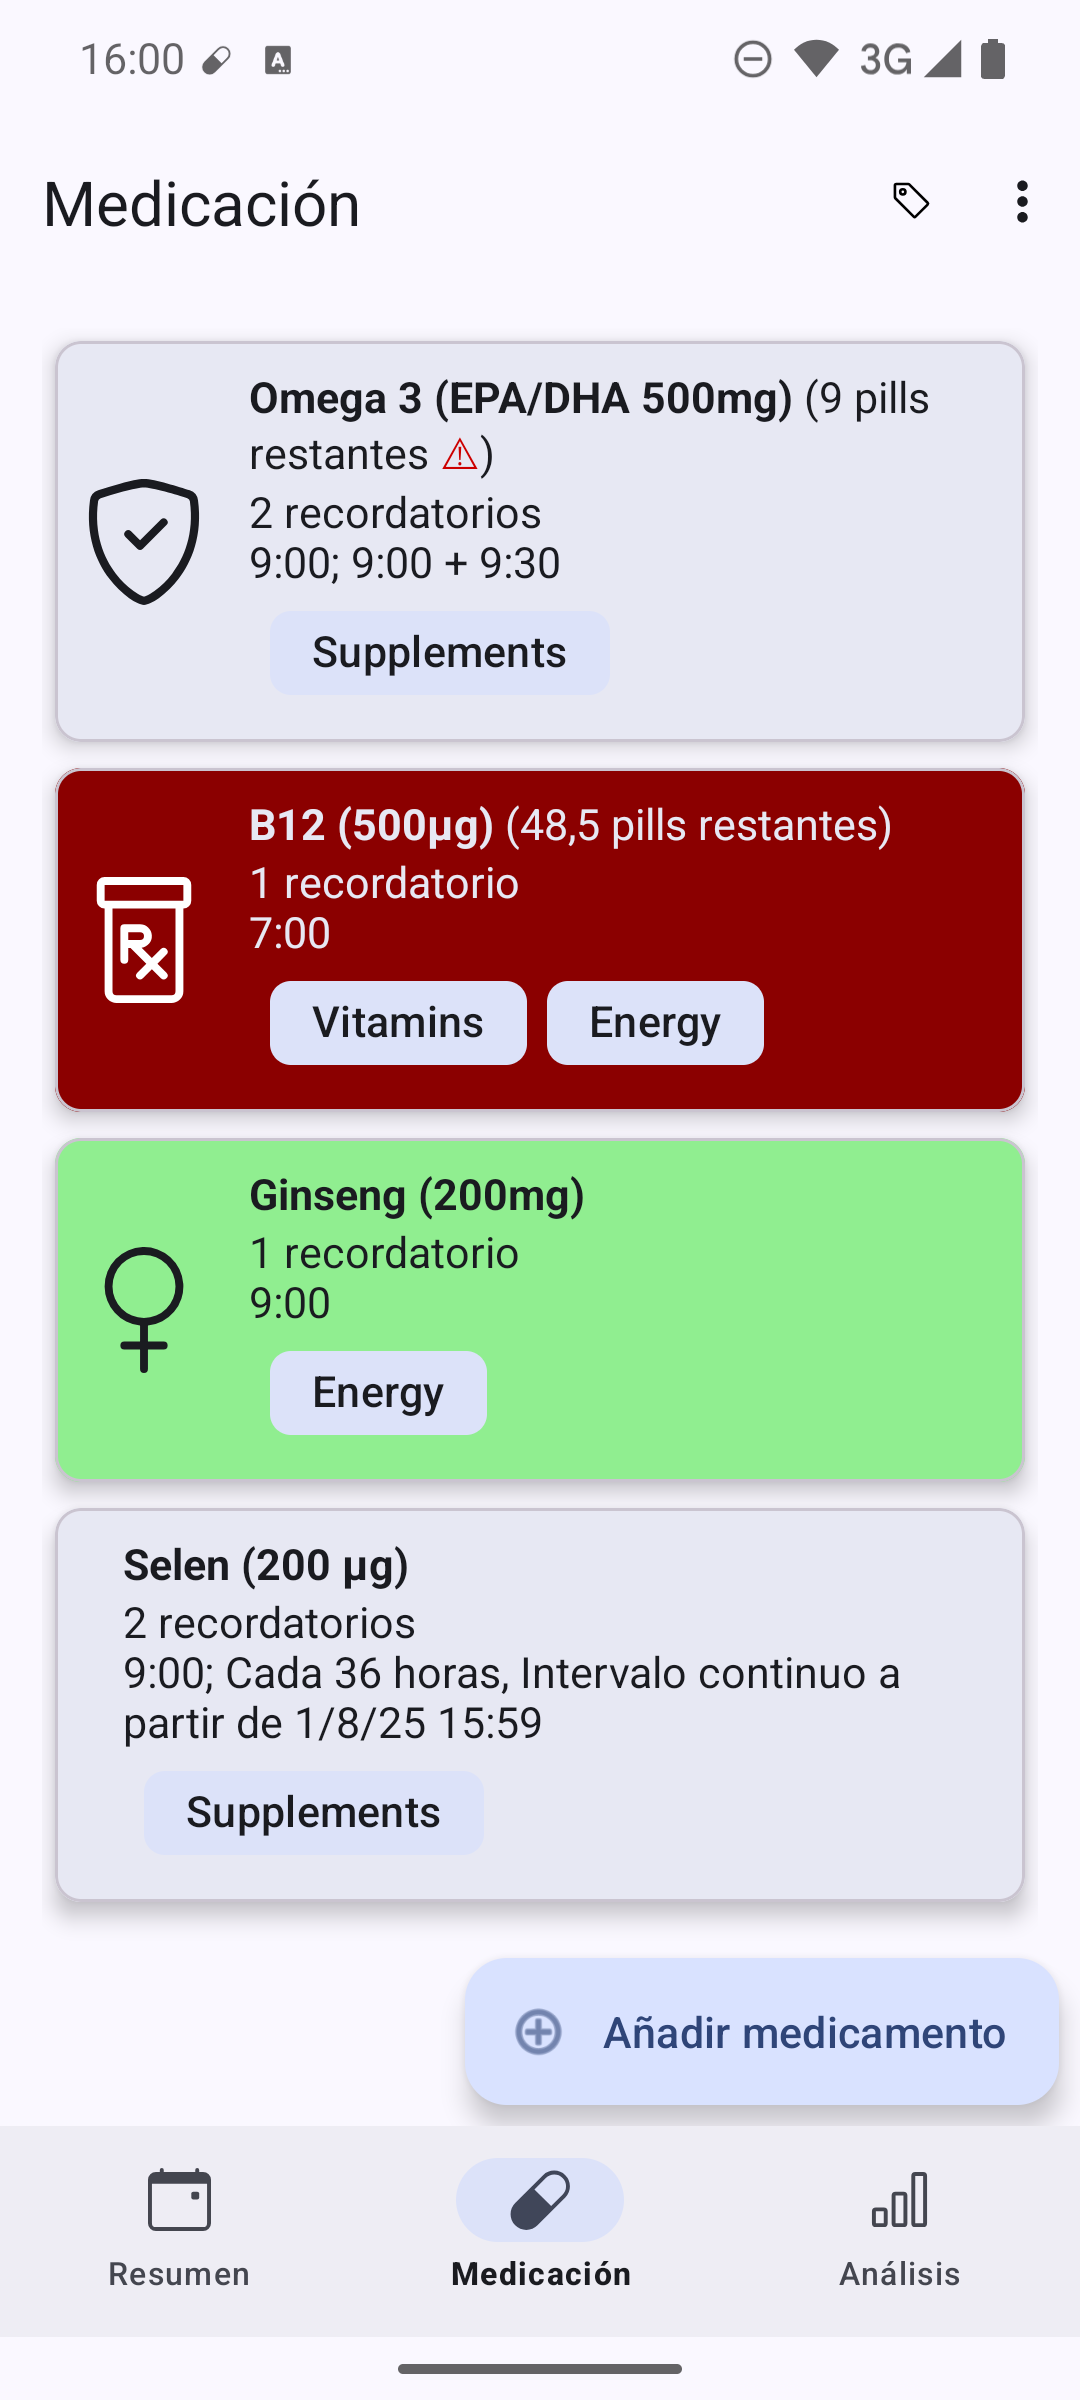 16:00
3G
Medicación
Omega 3 (EPA/DHA 500mg) (9 pills
restantes ⚠)
2 recordatorios
9:00; 9:00 + 9:30
Supplements
B12 (500µg) (48,5 pills restantes)
1 recordatorio
7:00
Vitamins Energy
Ginseng (200mg)
1 recordatorio
9:00
Energy
Selen (200 µg)
2 recordatorios
9:00; Cada 36 horas, Intervalo continuo a
partir de 1/8/25 15:59
Supplements
Añadir medicamento
Resumen Medicación Análisis